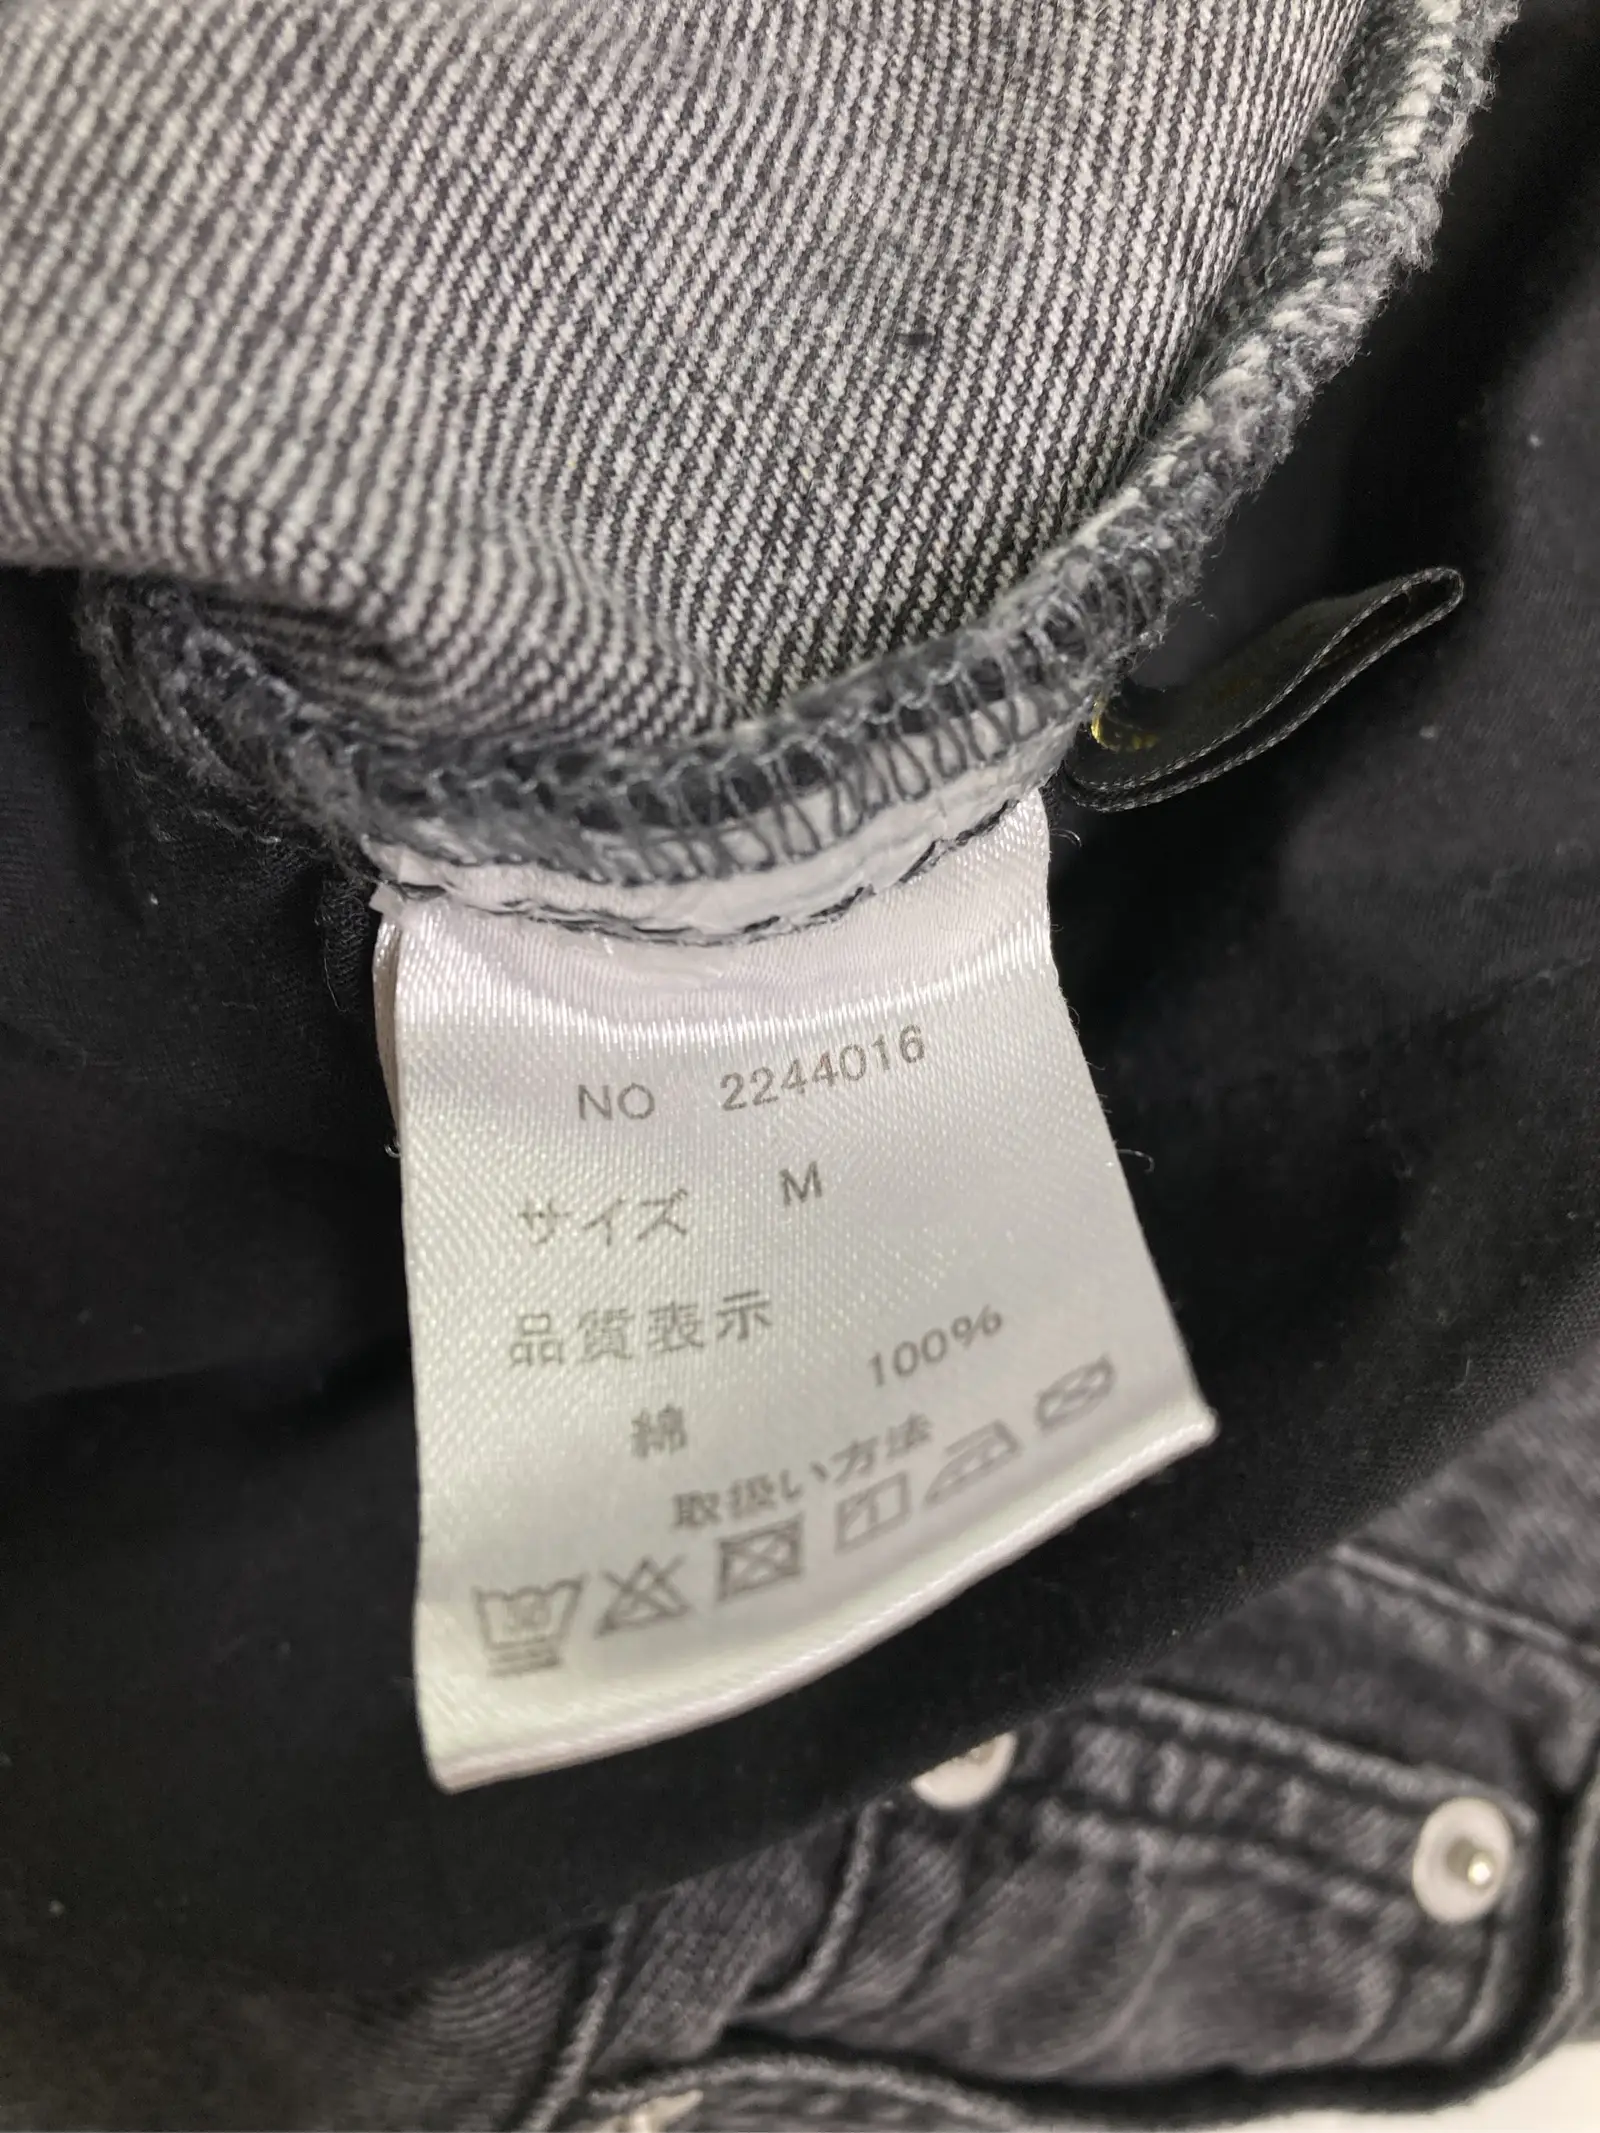 NO 2244016
サイズ M
品質表示
綿 100%
取扱い方法